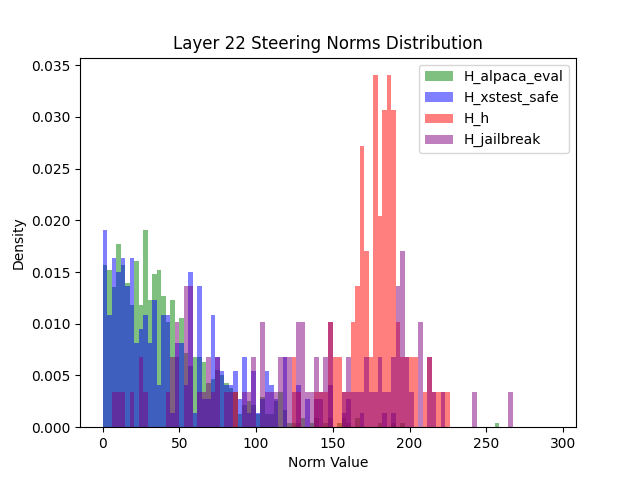 Layer 22 Steering Norms Distribution
H_alpaca_eval
H_xstest_safe
H_h
H_jailbreak
Density
0.035
0.030
0.025
0.020
0.015
0.010
0.005
0.000
0 50 100 150 200 250 300
Norm Value